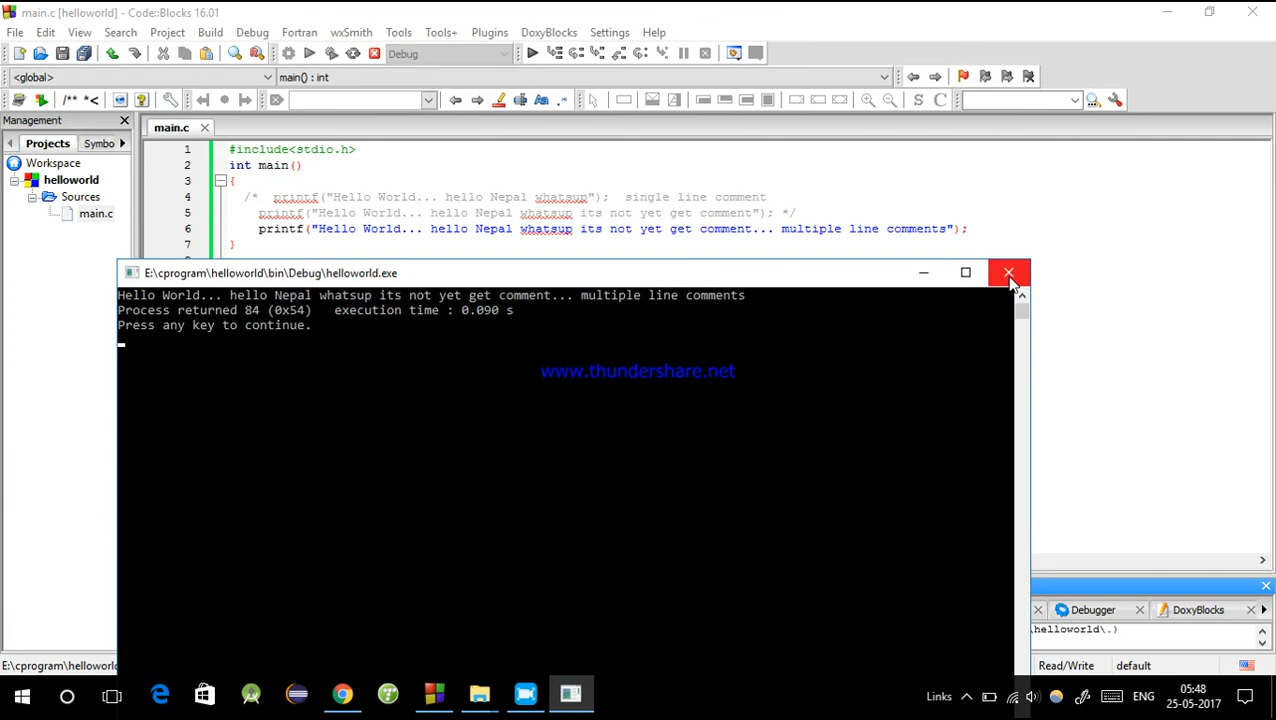 main.c [helloworld] - Code::Blocks 16.01
File Edit View Search Project Build Debug Fortran wxSmith Tools Tools+ Plugins DoxyBlocks Settings Help
Debug
<global> main() : int
/** *<
S C
Management
main.c
Projects Symbo
Workspace
helloworld
Sources
main.c
1 #include<stdio.h>
2 int main()
3 {
4 /* printf("Hello World... hello Nepal whatsup"); single line comment
5 printf("Hello World... hello Nepal whatsup its not yet get comment"); */
6 printf("Hello World... hello Nepal whatsup its not yet get comment... multiple line comments");
7 }
E:\cprogram\helloworld\bin\Debug\helloworld.exe
Hello World... hello Nepal whatsup its not yet get comment... multiple line comments
Process returned 84 (0x54) execution time : 0.090 s
Press any key to continue.
www.thundershare.net
Debugger DoxyBlocks
helloworld\.)
E:\cprogram\helloworld Read/Write default
Links ENG 05:48
25-05-2017